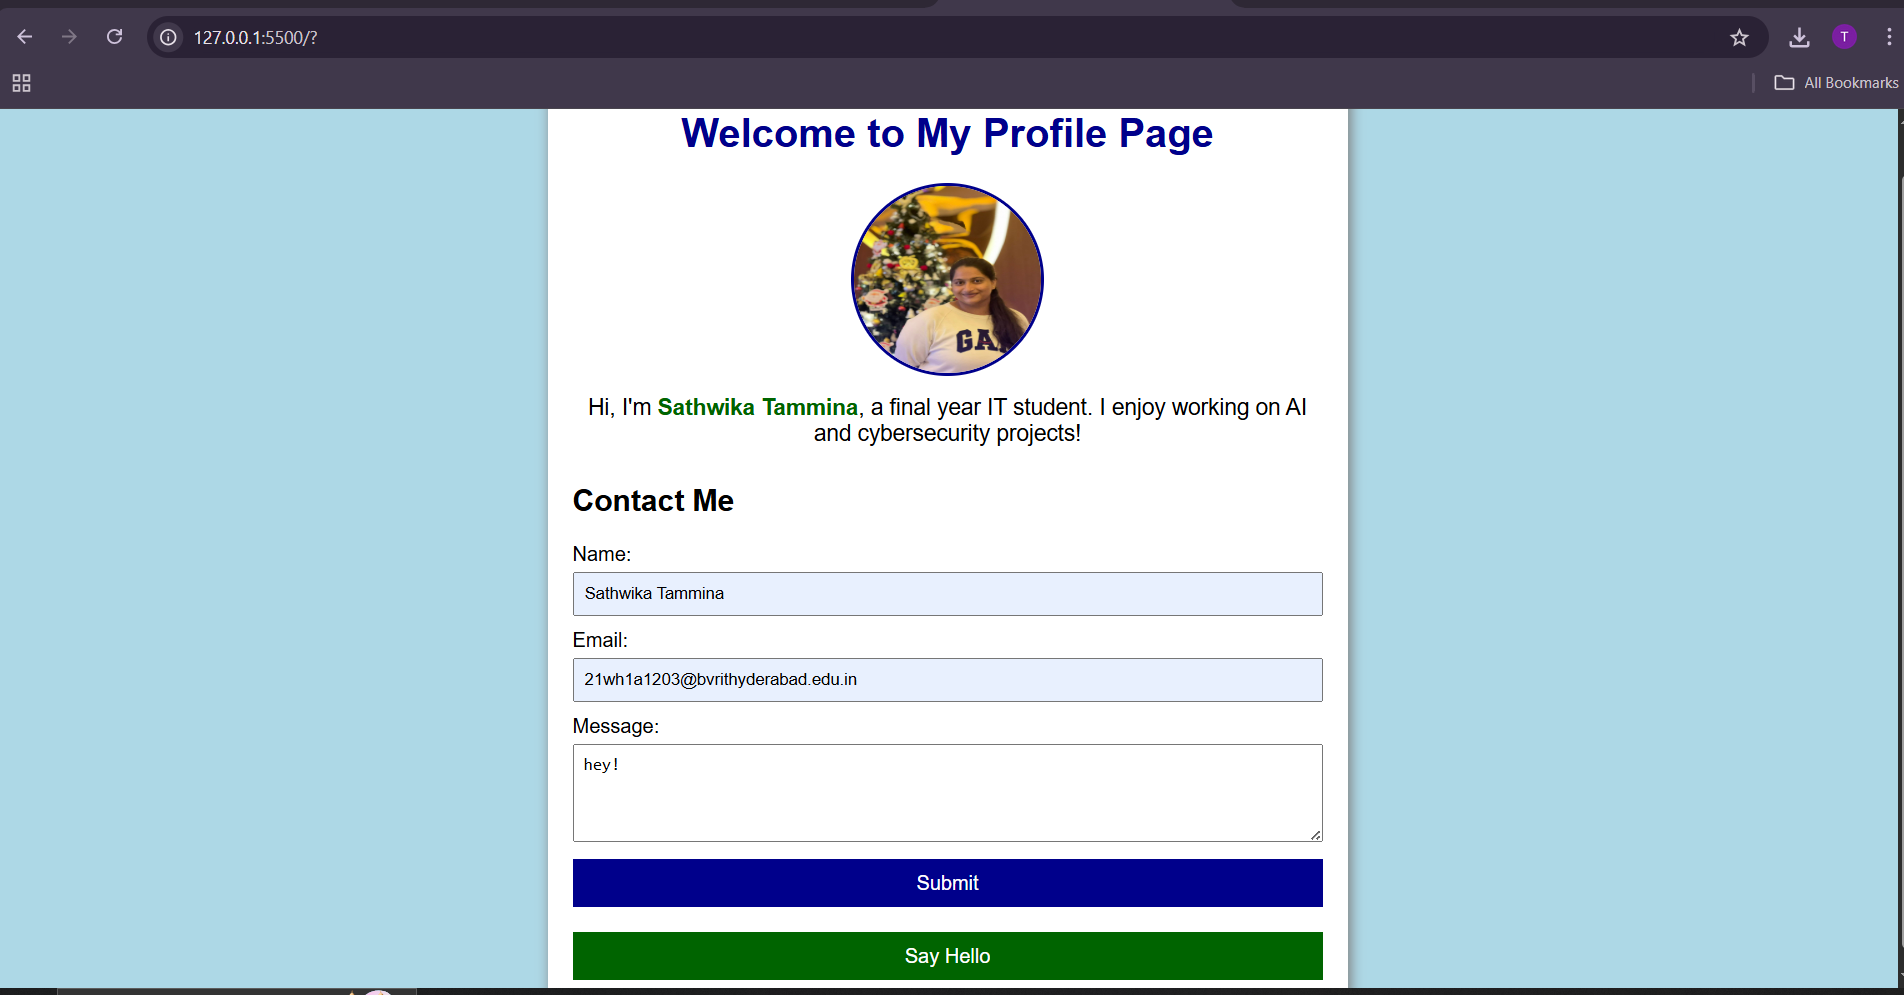 127.0.0.1:5500/?
T
All Bookmarks
Welcome to My Profile Page
GAP
Hi, I'm Sathwika Tammina, a final year IT student. I enjoy working on AI
and cybersecurity projects!
Contact Me
Name:
Sathwika Tammina
Email:
21wh1a1203@bvrithyderabad.edu.in
Message:
hey!
Submit
Say Hello